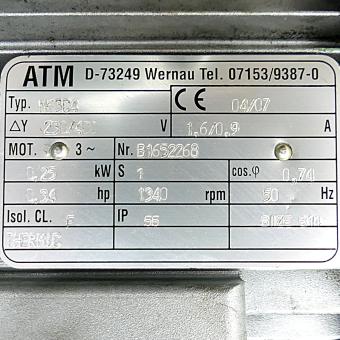 ATM D-73249 Wernau Tel. 07153/9387-0
Typ. CE 04/07
ΔY 230/400 V 1,6/0,9 A
MOT. 3~ Nr. B1652268
0,25 kW S 1 cos.φ 0,74
0,34 hp 1340 rpm 50 Hz
Isol. CL. F IP 55